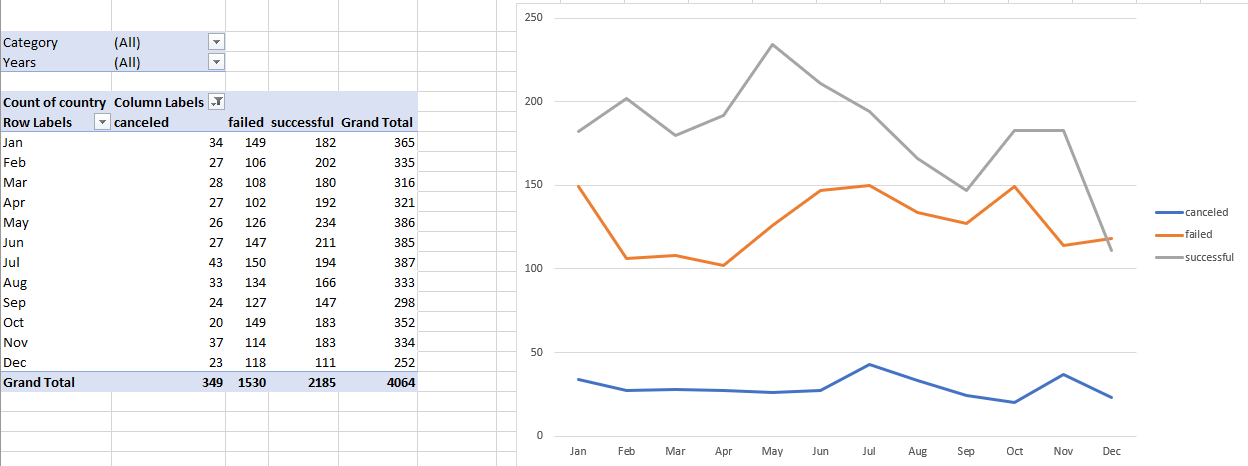 Category (All)
Years (All)
Count of country Column Labels
Row Labels canceled failed successful Grand Total
Jan 34 149 182 365
Feb 27 106 202 335
Mar 28 108 180 316
Apr 27 102 192 321
May 26 126 234 386
Jun 27 147 211 385
Jul 43 150 194 387
Aug 33 134 166 333
Sep 24 127 147 298
Oct 20 149 183 352
Nov 37 114 183 334
Dec 23 118 111 252
Grand Total 349 1530 2185 4064
250
200
150
100
50
0
Jan Feb Mar Apr May Jun Jul Aug Sep Oct Nov Dec
canceled
failed
successful